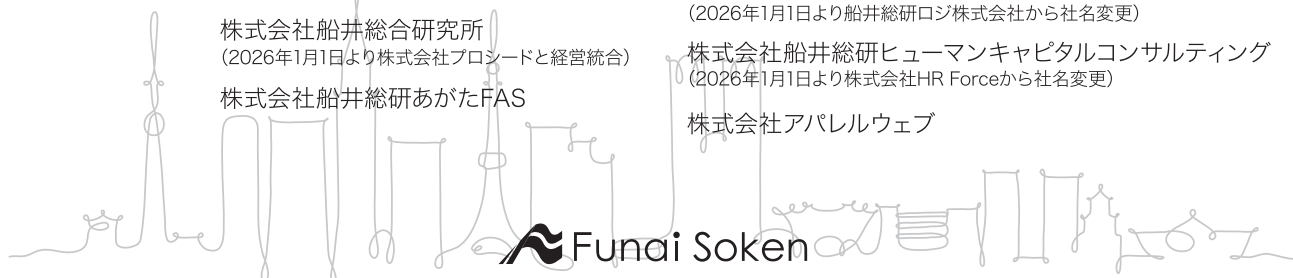 株式会社船井総合研究所
（2026年1月1日より株式会社プロシードと経営統合）
株式会社船井総研あがたFAS
（2026年1月1日より船井総研ロジ株式会社から社名変更）
株式会社船井総研ヒューマンキャピタルコンサルティング
（2026年1月1日より株式会社HR Forceから社名変更）
株式会社アパレルウェブ
Funai Soken